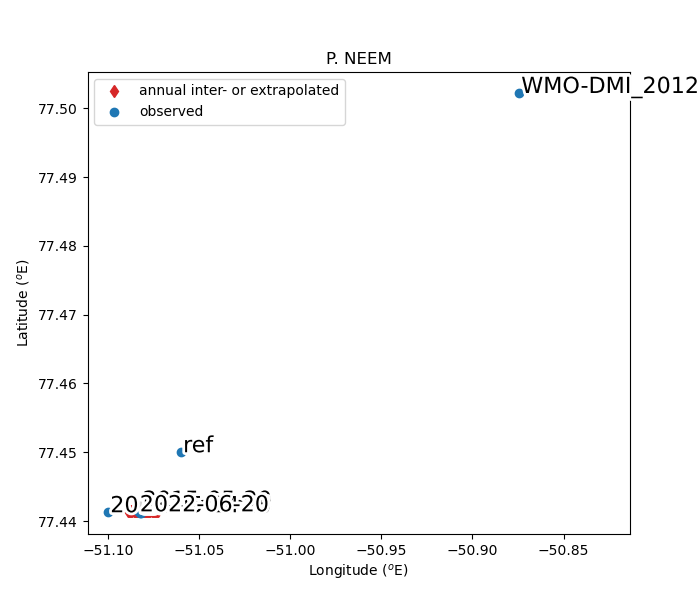 P. NEEM
annual inter- or extrapolated
observed
WMO-DMI_2012
77.50
77.49
77.48
77.47
77.46
77.45
77.44
Latitude (°E)
ref
2022-06-20
−51.10
−51.05
−51.00
−50.95
−50.90
−50.85
Longitude (°E)